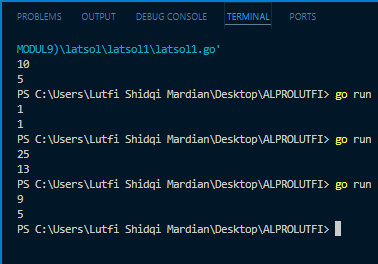 PROBLEMS OUTPUT DEBUG CONSOLE TERMINAL PORTS
MODUL9)\latsol\latsol1\latsol1.go'
10
5
PS C:\Users\Lutfi Shidqi Mardian\Desktop\ALPROLUTFI> go run
1
1
PS C:\Users\Lutfi Shidqi Mardian\Desktop\ALPROLUTFI> go run
25
13
PS C:\Users\Lutfi Shidqi Mardian\Desktop\ALPROLUTFI> go run
9
5
PS C:\Users\Lutfi Shidqi Mardian\Desktop\ALPROLUTFI>